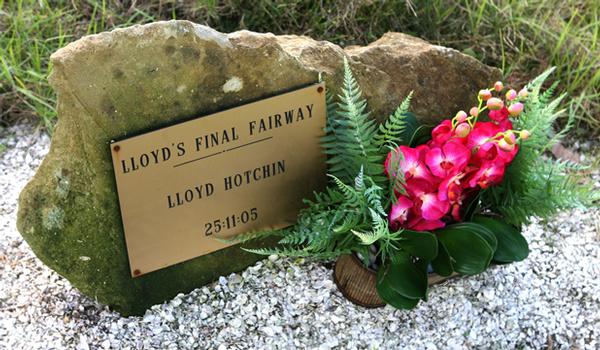 LLOYD'S FINAL FAIRWAY
LLOYD HOTCHIN
25:11:05